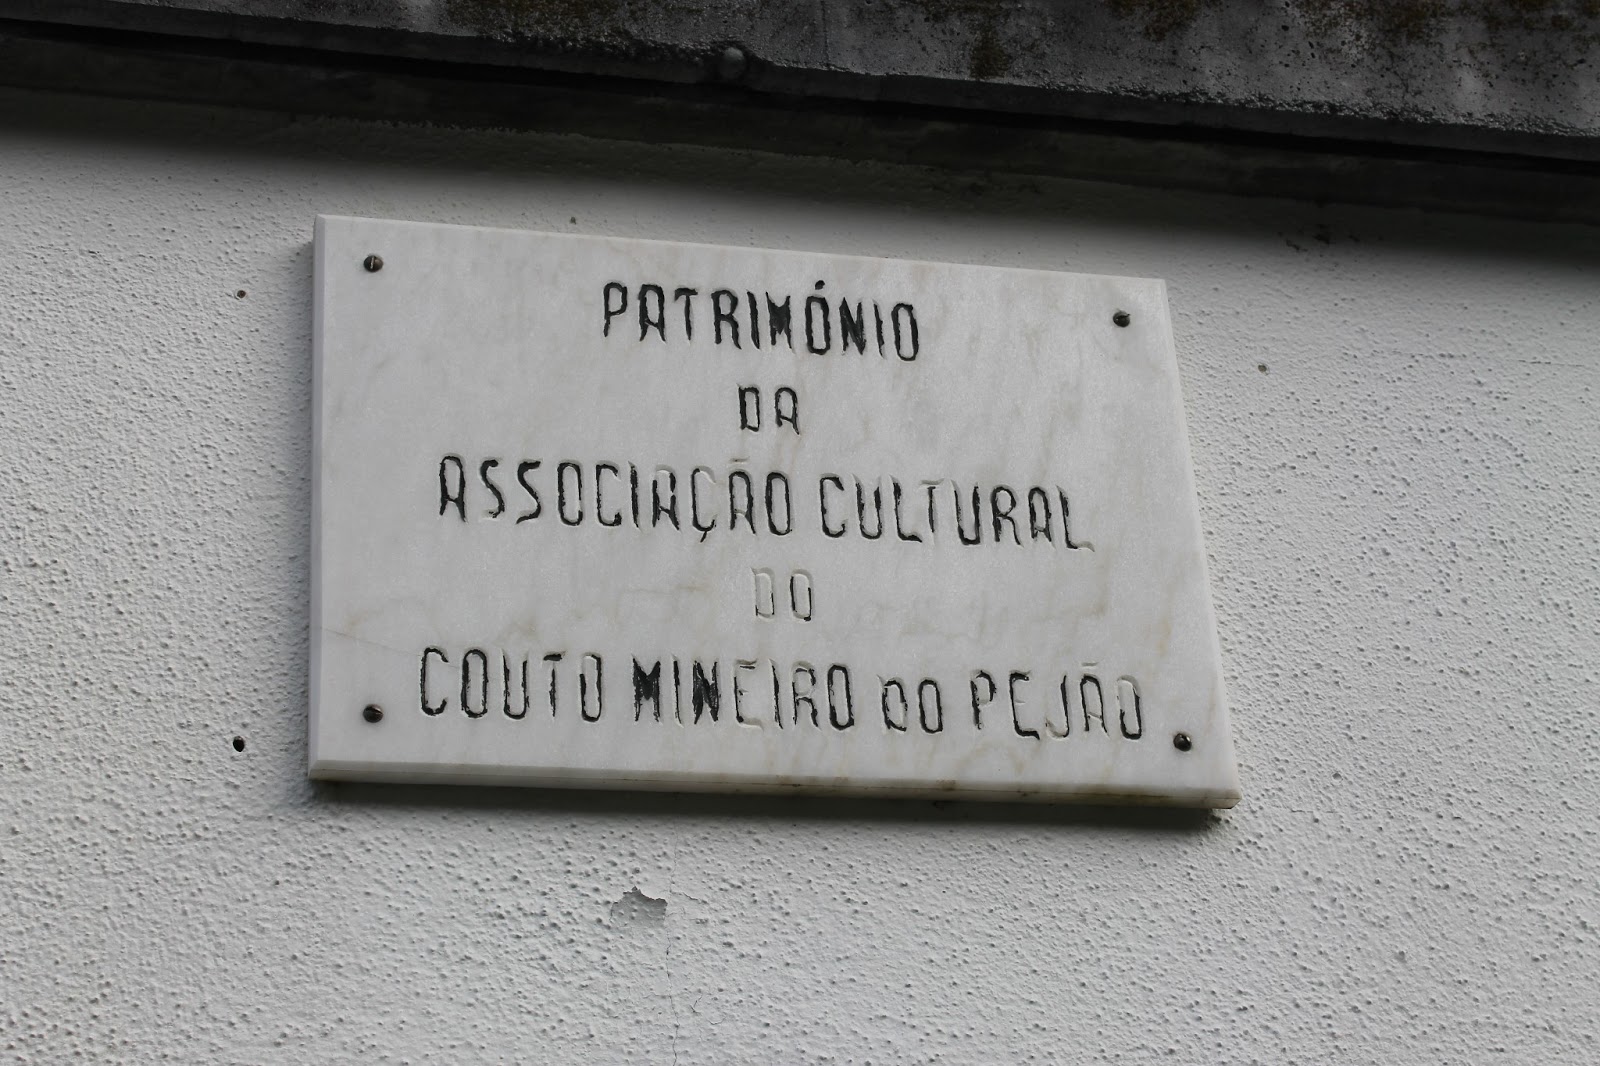 PATRIMÓNIO
DA
ASSOCIAÇÃO CULTURAL
DO
COUTO MINEIRO DO PEJÃO